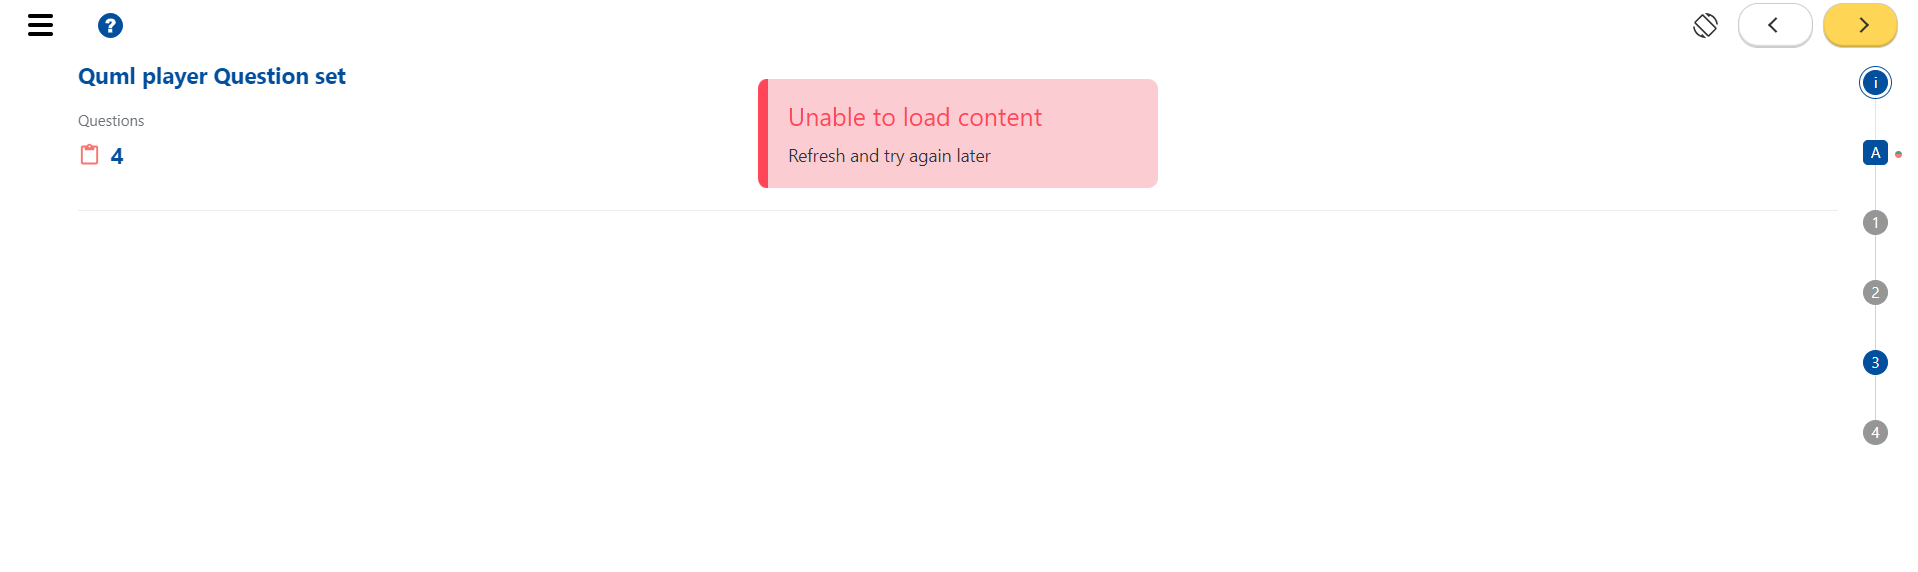 ?
Quml player Question set
Questions
4
Unable to load content
Refresh and try again later
i
A
1
2
3
4